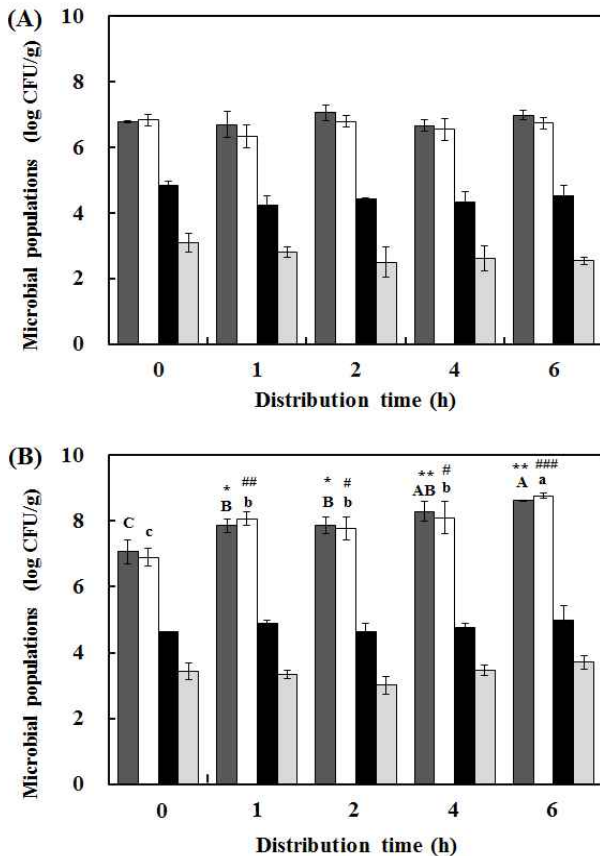 (A)
Microbial populations (log CFU/g)
10
8
6
4
2
0
0 1 2 4 6
Distribution time (h)
(B)
Microbial populations (log CFU/g)
10
8
6
4
2
0
* ## * # ** # ** ###
C c B b B b AB b A a
0 1 2 4 6
Distribution time (h)